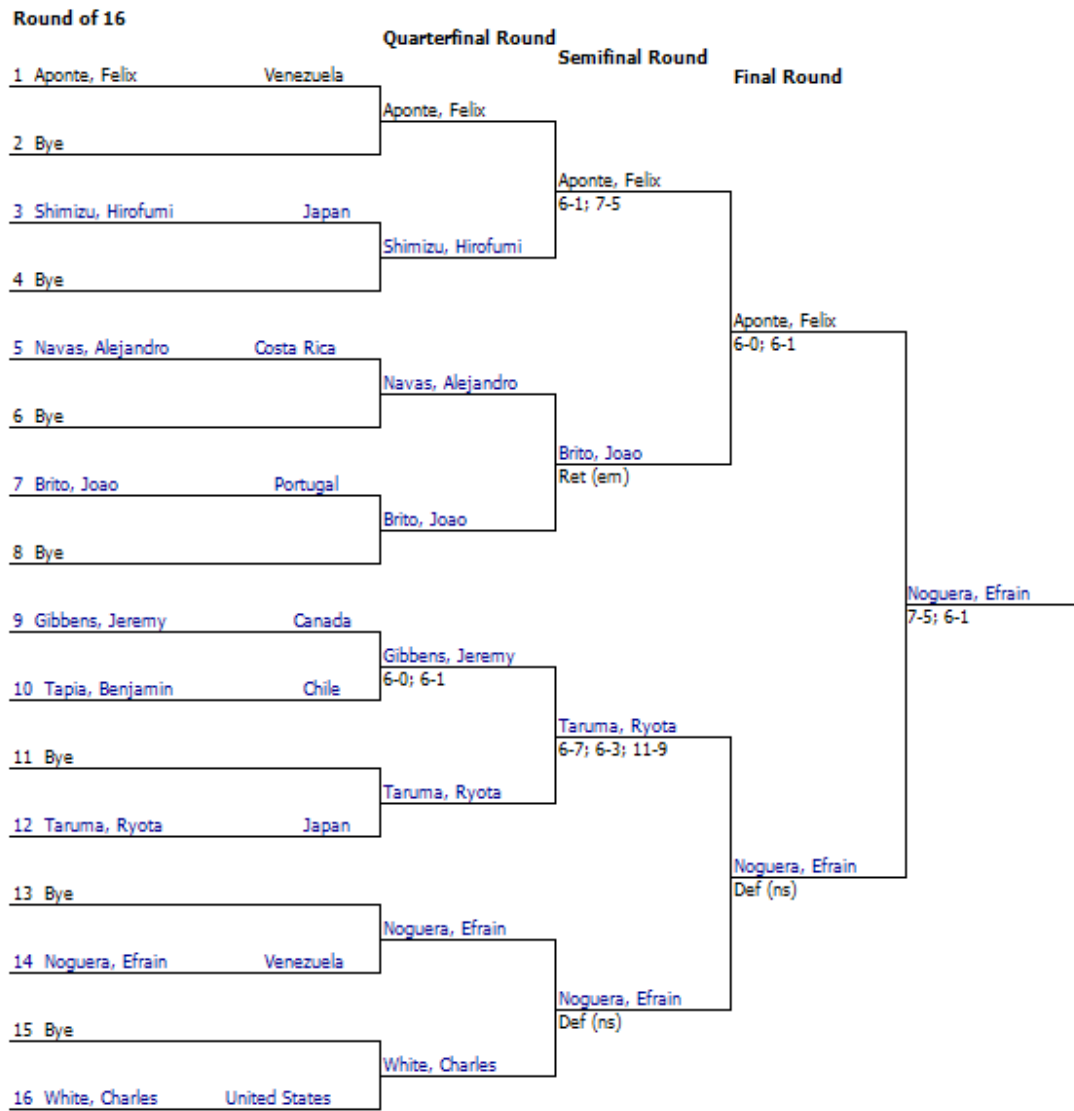 Round of 16
Quarterfinal Round
Semifinal Round
Final Round
1 Aponte, Felix Venezuela
Aponte, Felix
2 Bye
Aponte, Felix
6-1; 7-5
3 Shimizu, Hirofumi Japan
Shimizu, Hirofumi
4 Bye
Aponte, Felix
6-0; 6-1
5 Navas, Alejandro Costa Rica
Navas, Alejandro
6 Bye
Brito, Joao
Ret (em)
7 Brito, Joao Portugal
Brito, Joao
8 Bye
Noguera, Efrain
7-5; 6-1
9 Gibbens, Jeremy Canada
Gibbens, Jeremy
6-0; 6-1
10 Tapia, Benjamin Chile
Taruma, Ryota
6-7; 6-3; 11-9
11 Bye
Taruma, Ryota
12 Taruma, Ryota Japan
Noguera, Efrain
Def (ns)
13 Bye
Noguera, Efrain
14 Noguera, Efrain Venezuela
Noguera, Efrain
Def (ns)
15 Bye
White, Charles
16 White, Charles United States